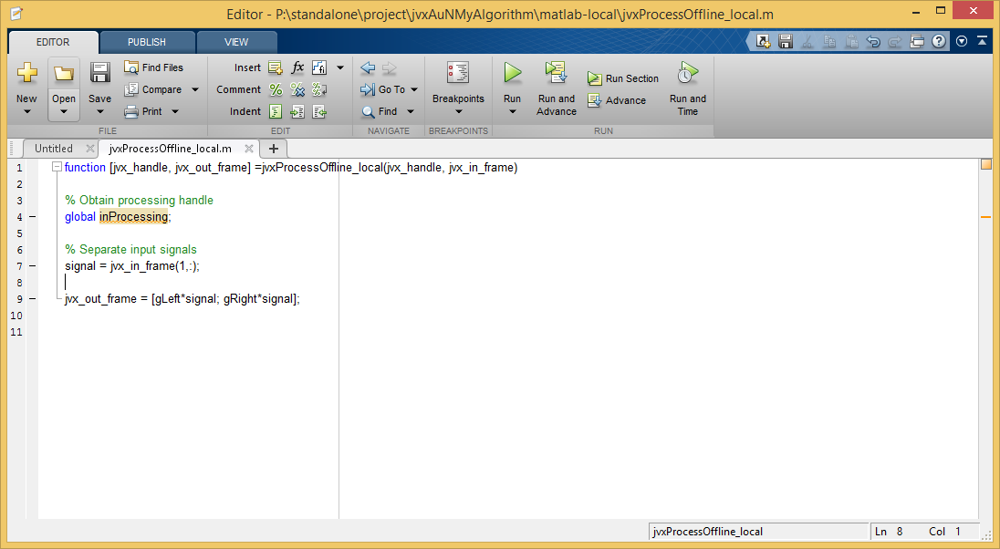 Editor - P:\standalone\project\jvxAuNMyAlgorithm\matlab-local\jvxProcessOffline_local.m
EDITOR PUBLISH VIEW
New Open Save Find Files Compare Print
Insert fx Comment Indent
Go To Find
Breakpoints
Run Run and Advance Run Section Advance Run and Time
FILE EDIT NAVIGATE BREAKPOINTS RUN
Untitled jvxProcessOffline_local.m
1 function [jvx_handle, jvx_out_frame] =jvxProcessOffline_local(jvx_handle, jvx_in_frame)
2
3 % Obtain processing handle
4 – global inProcessing;
5
6 % Separate input signals
7 – signal = jvx_in_frame(1,:);
8
9 – jvx_out_frame = [gLeft*signal; gRight*signal];
10
11
jvxProcessOffline_local Ln 8 Col 1